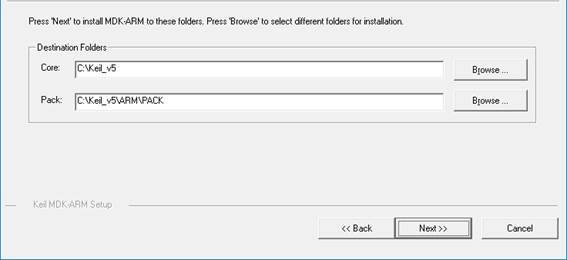 Press 'Next' to install MDK-ARM to these folders. Press 'Browse' to select different folders for installation.
Destination Folders
Core: C:\Keil_v5 Browse ...
Pack: C:\Keil_v5\ARM\PACK Browse ...
Keil MDK-ARM Setup
<< Back Next >> Cancel